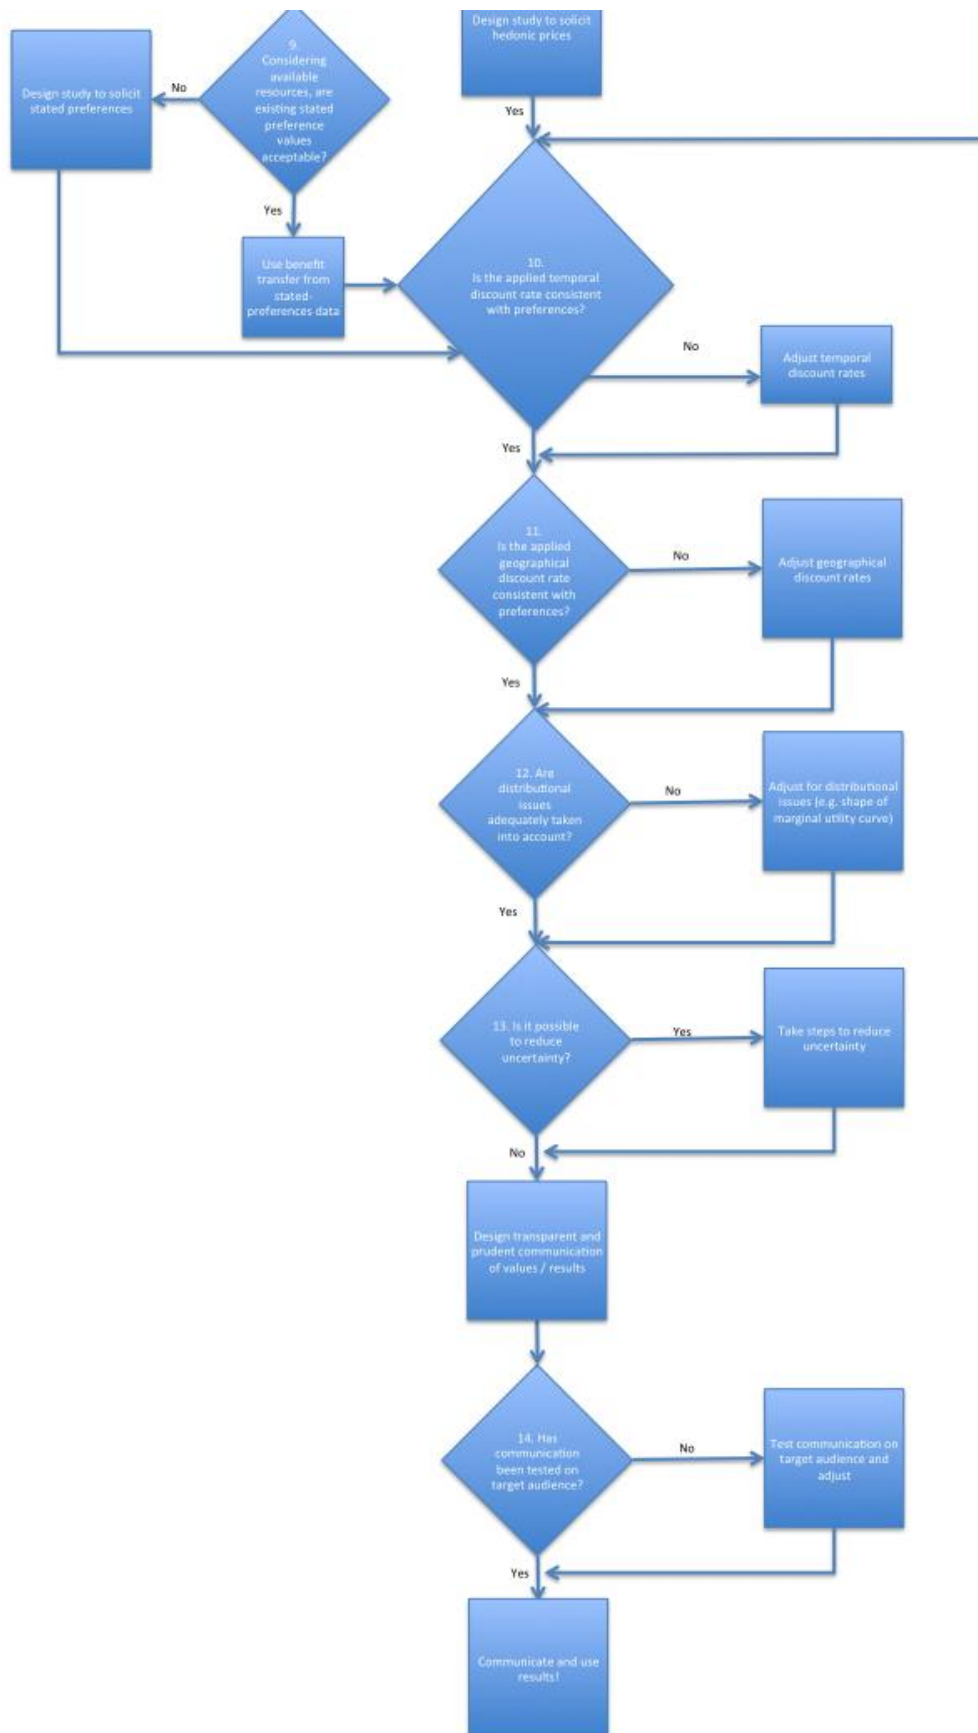 Design study to solicit
hedonic prices
9.
Considering
available
resources, are
existing stated
preference
values
acceptable?
No
Design study to solicit
stated preferences
Yes
Yes
Use benefit
transfer from
stated-
preferences data
10.
Is the applied temporal
discount rate consistent
with preferences?
No
Adjust temporal
discount rates
Yes
11.
Is the applied
geographical
discount rate
consistent with
preferences?
No
Adjust geographical
discount rates
Yes
12. Are
distributional
issues
adequately taken
into account?
No
Adjust for distributional
issues (e.g. shape of
marginal utility curve)
Yes
13. Is it possible
to reduce
uncertainty?
Yes
Take steps to reduce
uncertainty
No
Design transparent and
prudent communication
of values / results
14. Has
communication
been tested on
target audience?
No
Test communication on
target audience and
adjust
Yes
Communicate and use
results!